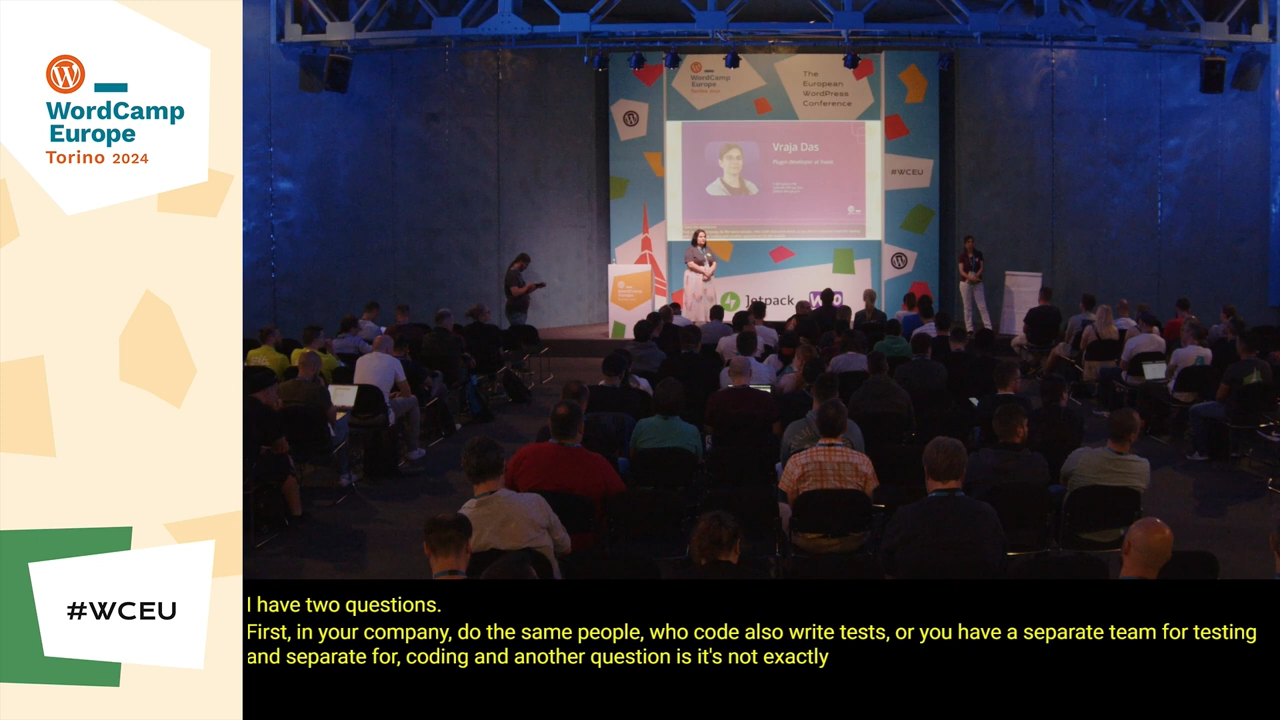 WordCamp
Europe
Torino 2024
#WCEU
WordCamp
Europe
The
European
WordPress
Conference
Vraja Das
#WCEU
Jetpack
Woo
I have two questions.
First, in your company, do the same people, who code also write tests, or you have a separate team for testing
and separate for, coding and another question is it's not exactly